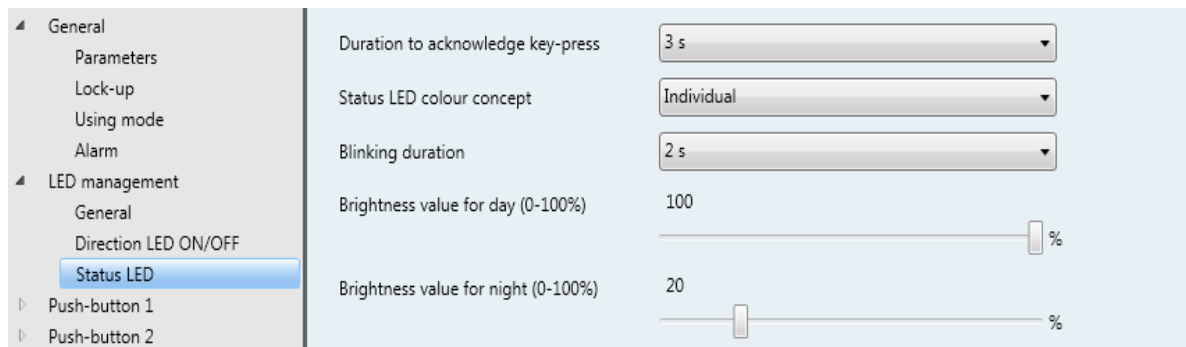 General
Parameters
Lock-up
Using mode
Alarm
LED management
General
Direction LED ON/OFF
Status LED
Push-button 1
Push-button 2
Duration to acknowledge key-press
3 s
Status LED colour concept
Individual
Blinking duration
2 s
Brightness value for day (0-100%)
100
%
Brightness value for night (0-100%)
20
%